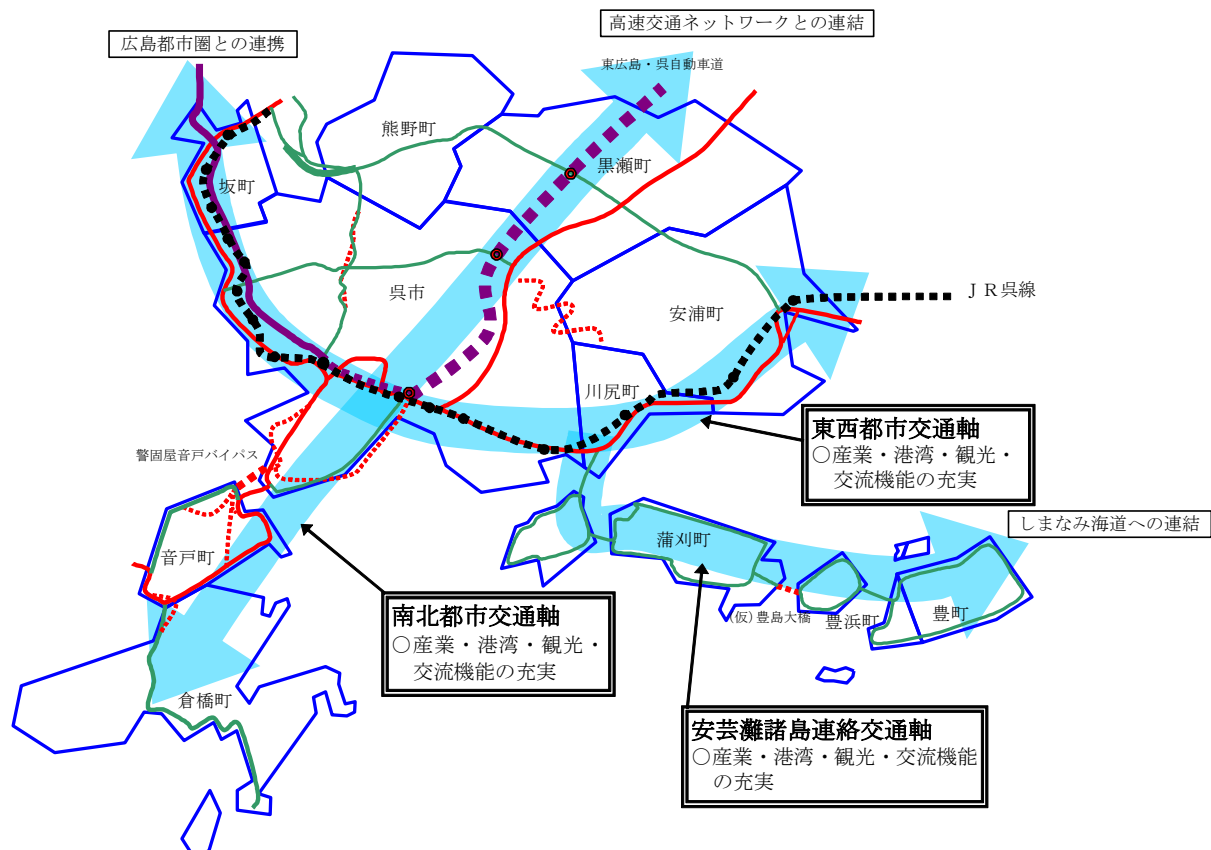 高速交通ネットワークとの連結
広島都市圏との連携
東広島・呉自動車道
熊野町
黒瀬町
坂町
呉市
ＪＲ呉線
安浦町
川尻町
東西都市交通軸
○産業・港湾・観光・
交流機能の充実
警固屋音戸バイパス
しまなみ海道への連結
蒲刈町
音戸町
南北都市交通軸
○産業・港湾・観光・
交流機能の充実
(仮)豊島大橋
豊浜町
豊町
倉橋町
安芸灘諸島連絡交通軸
○産業・港湾・観光・交流機能
の充実